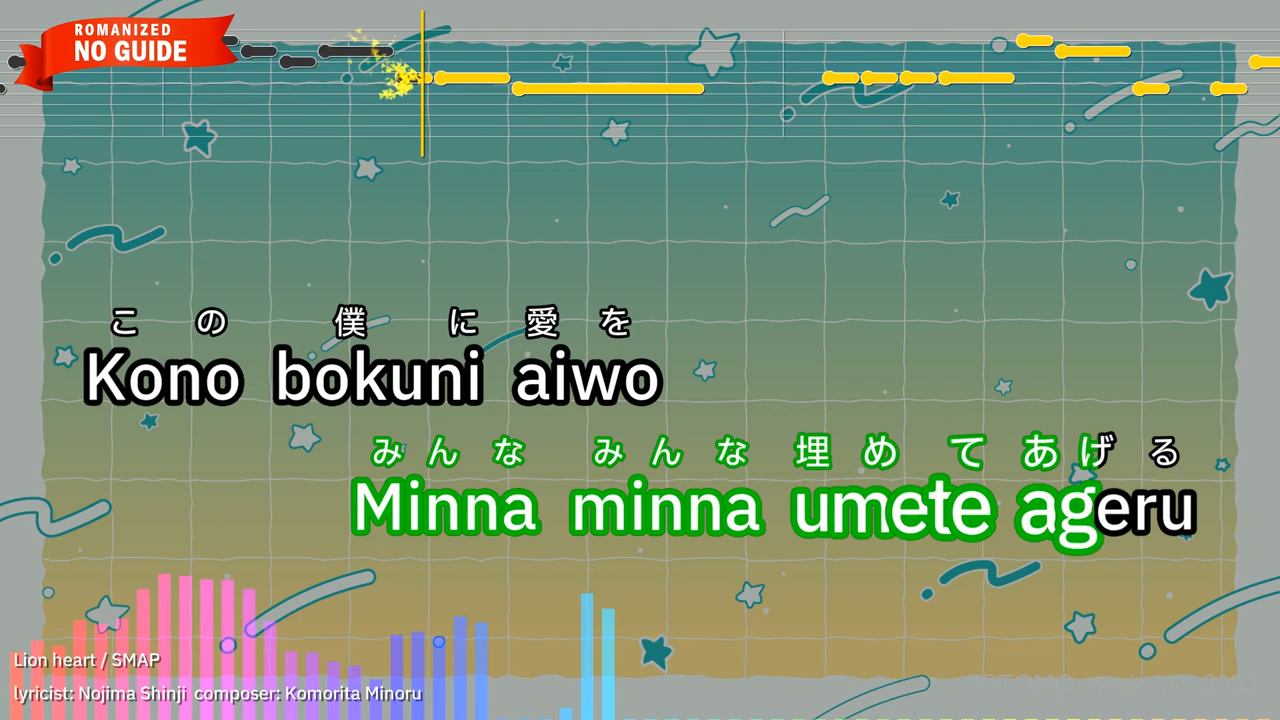 ROMANIZED
NO GUIDE
この僕に愛を
Kono bokuni aiwo
みんな みんな 埋めてあげる
Minna minna umete ageru
Lion heart / SMAP
lyricist: Nojima Shinji composer: Komorita Minoru